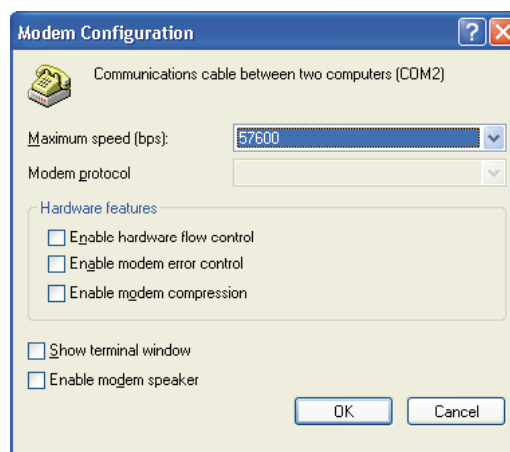 Modem Configuration
Communications cable between two computers (COM2)
Maximum speed (bps): 57600
Modem protocol
Hardware features
Enable hardware flow control
Enable modem error control
Enable modem compression
Show terminal window
Enable modem speaker
OK Cancel